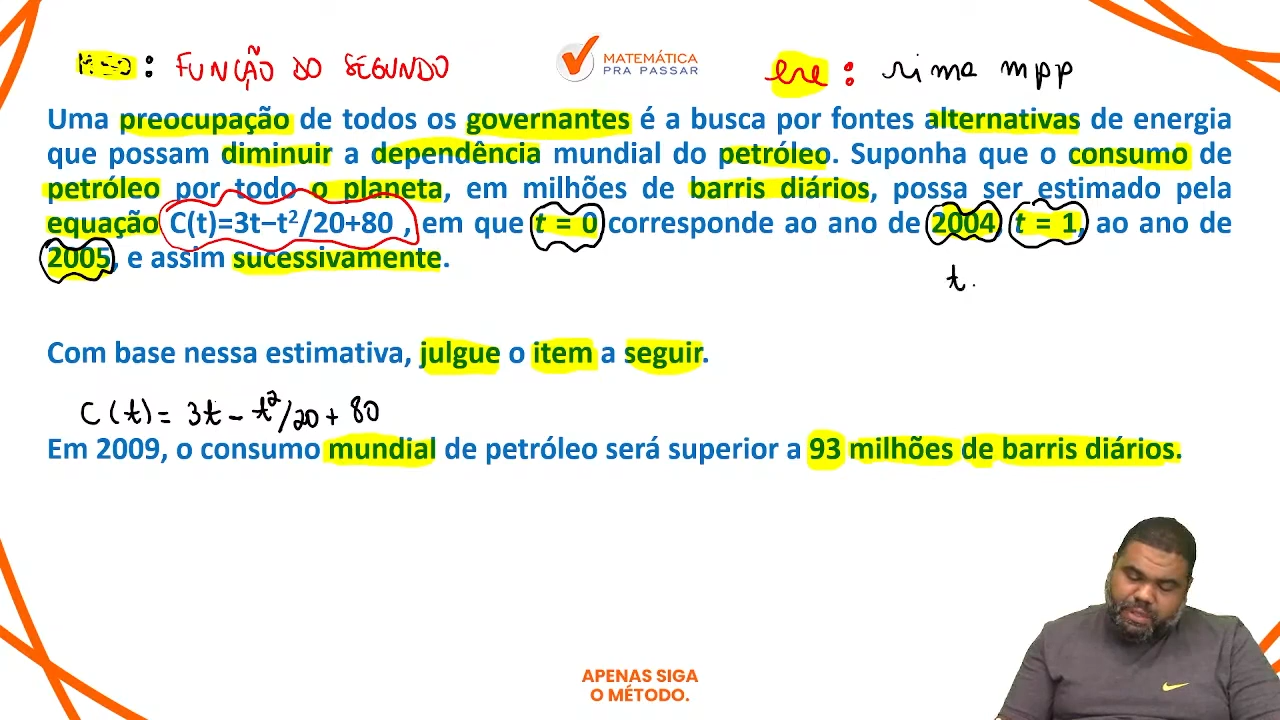 : FUNÇÃO DO SEGUNDO
MATEMÁTICA
PRA PASSAR
: rima mpp
Uma preocupação de todos os governantes é a busca por fontes alternativas de energia
que possam diminuir a dependência mundial do petróleo. Suponha que o consumo de
petróleo por todo o planeta, em milhões de barris diários, possa ser estimado pela
equação C(t)=3t−t²/20+80 , em que t = 0 corresponde ao ano de 2004, t = 1, ao ano de
2005, e assim sucessivamente.
t.
Com base nessa estimativa, julgue o item a seguir.
C(t)= 3t - t²/20 + 80
Em 2009, o consumo mundial de petróleo será superior a 93 milhões de barris diários.
APENAS SIGA
O MÉTODO.